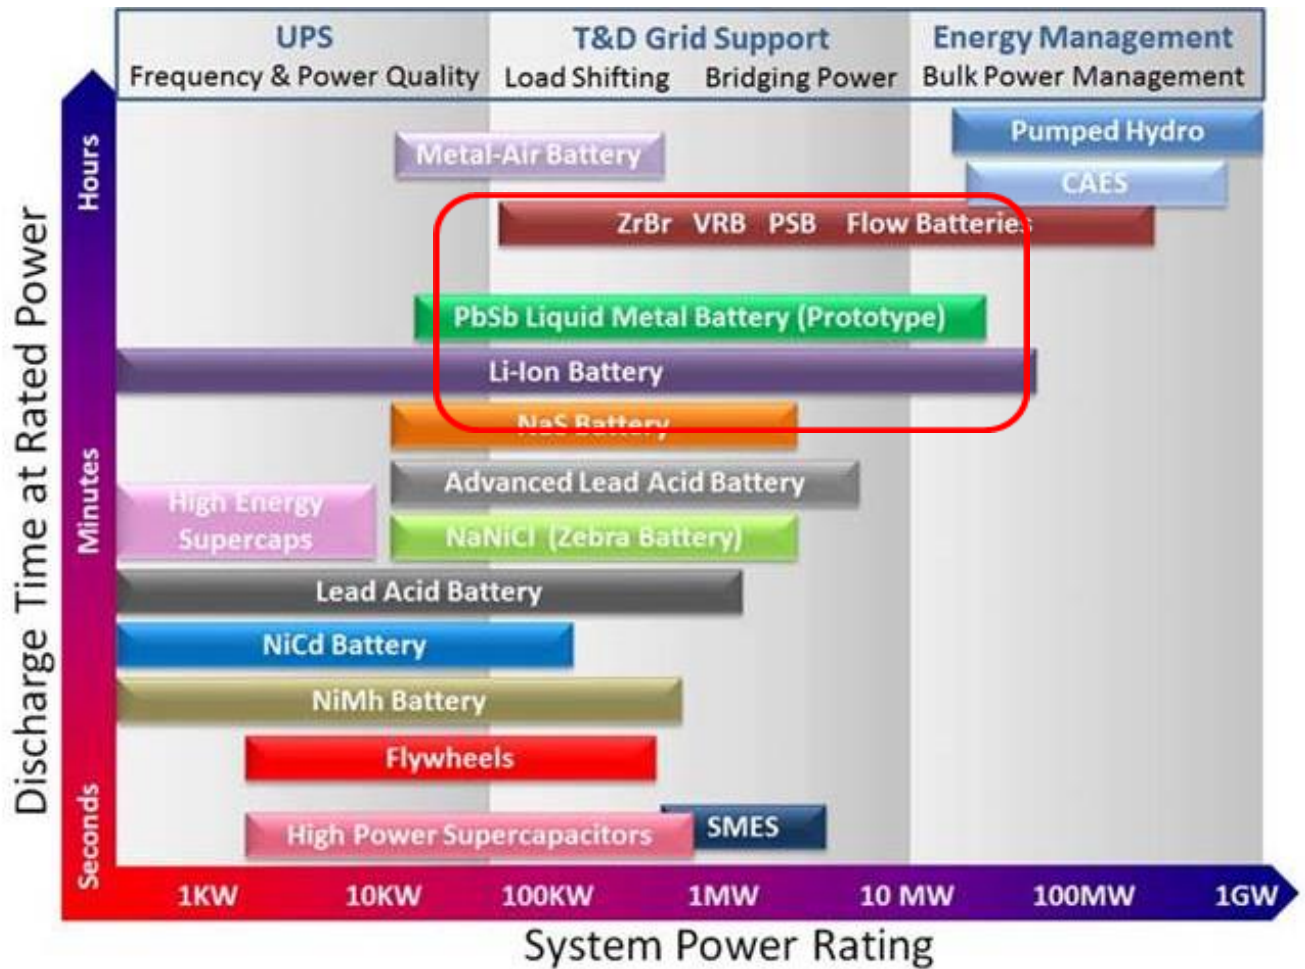 UPS
T&D Grid Support
Energy Management
Frequency & Power Quality
Load Shifting
Bridging Power
Bulk Power Management
Discharge Time at Rated Power
Hours
Minutes
Seconds
Pumped Hydro
Metal-Air Battery
CAES
ZrBr VRB PSB Flow Batteries
PbSb Liquid Metal Battery (Prototype)
Li-Ion Battery
NaS Battery
Advanced Lead Acid Battery
High Energy
Supercaps
NaNiCl (Zebra Battery)
Lead Acid Battery
NiCd Battery
NiMh Battery
Flywheels
SMES
High Power Supercapacitors
1KW 10KW 100KW 1MW 10 MW 100MW 1GW
System Power Rating